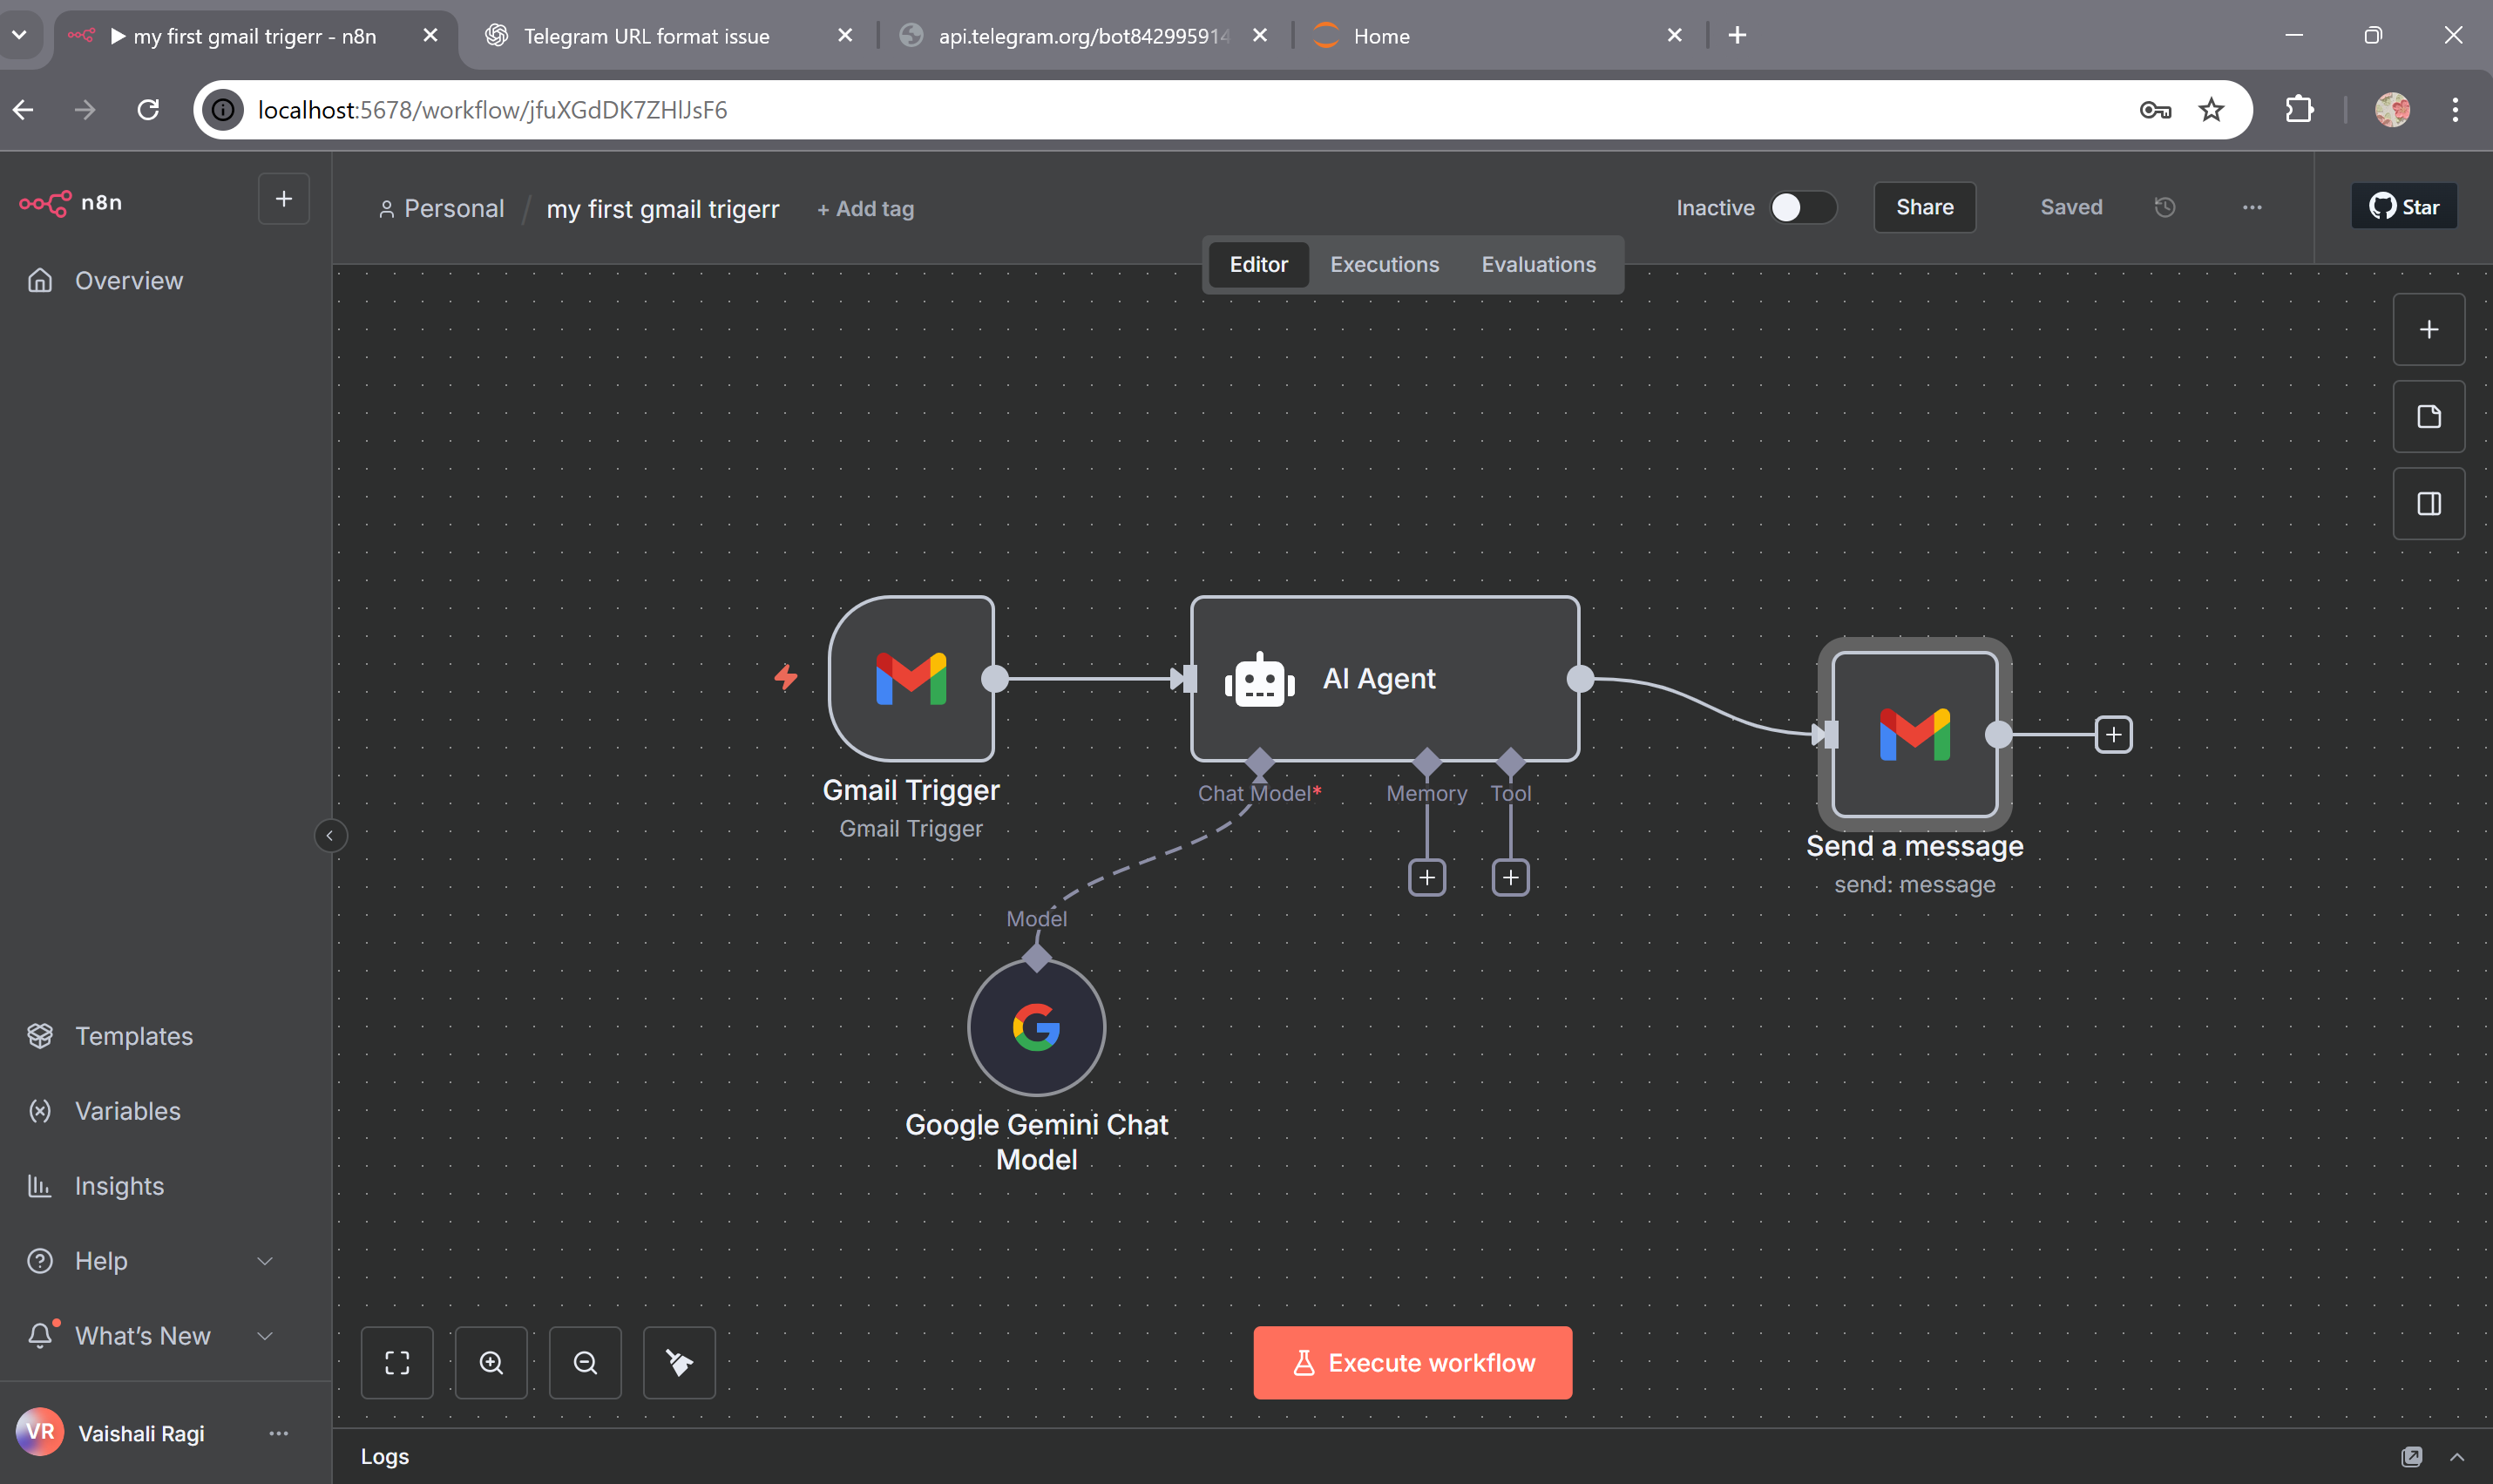 my first gmail trigerr - n8n
Telegram URL format issue
api.telegram.org/bot842995914
Home
localhost:5678/workflow/jfuXGdDK7ZHlJsF6
n8n
Personal / my first gmail trigerr + Add tag
Inactive
Share
Saved
Star
Editor
Executions
Evaluations
Overview
AI Agent
Gmail Trigger
Gmail Trigger
Chat Model*
Memory
Tool
Send a message
send: message
Model
Google Gemini Chat
Model
Templates
Variables
Insights
Help
What's New
Execute workflow
VR
Vaishali Ragi
Logs